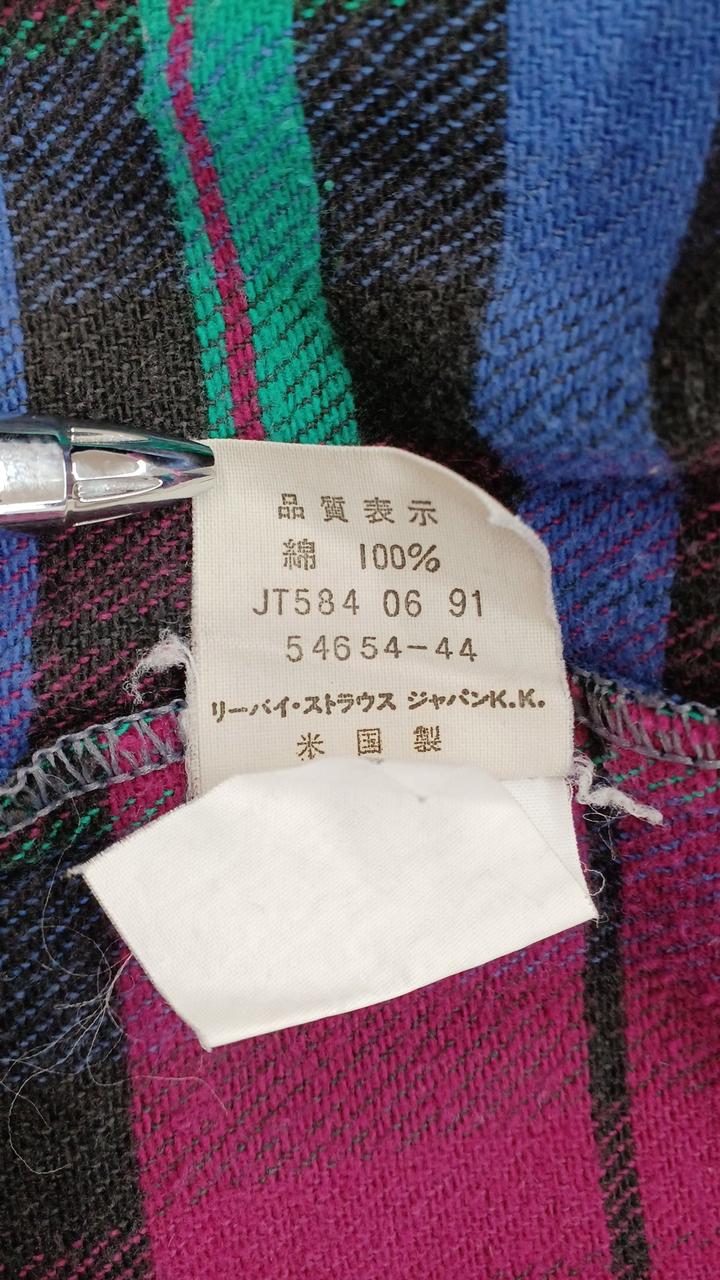 品質表示
綿 100%
JT584 06 91
54654-44
リーバイ・ストラウス ジャパンK.K.
米国製